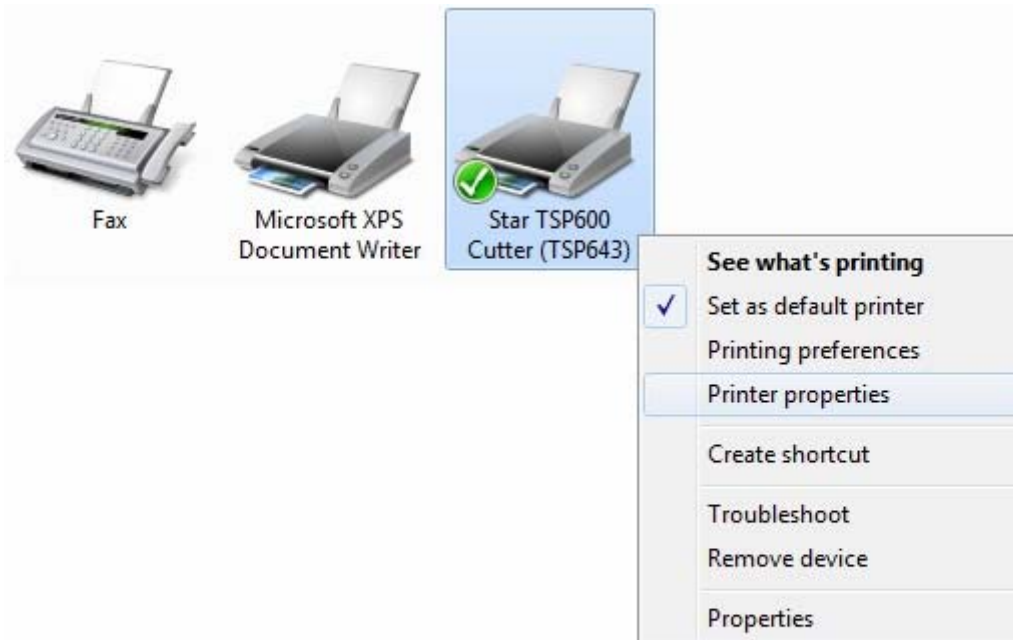 Fax
Microsoft XPS
Document Writer
Star TSP600
Cutter (TSP643)
See what's printing
Set as default printer
Printing preferences
Printer properties
Create shortcut
Troubleshoot
Remove device
Properties